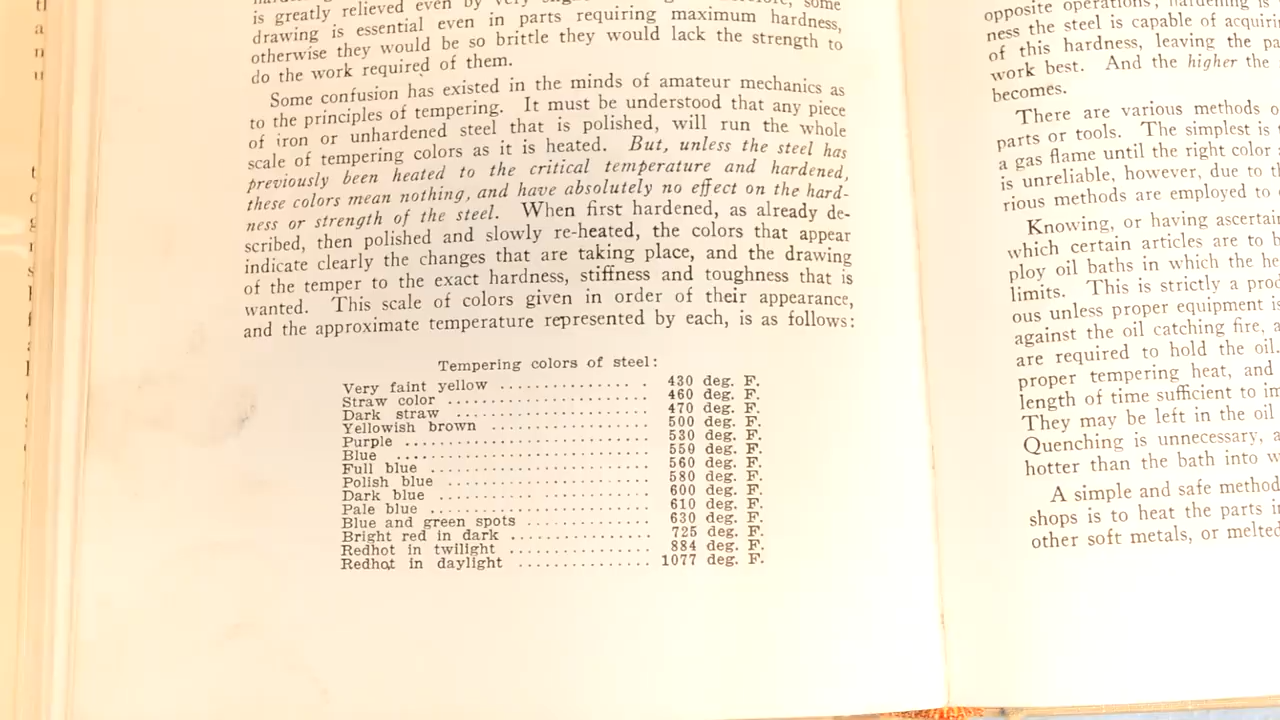 is greatly relieved even by very some
drawing is essential even in parts requiring maximum hardness,
otherwise they would be so brittle they would lack the strength to
do the work required of them.
Some confusion has existed in the minds of amateur mechanics as
to the principles of tempering. It must be understood that any piece
of iron or unhardened steel that is polished, will run the whole
scale of tempering colors as it is heated. But, unless the steel has
previously been heated to the critical temperature and hardened,
these colors mean nothing, and have absolutely no effect on the hard-
ness or strength of the steel. When first hardened, as already de-
scribed, then polished and slowly re-heated, the colors that appear
indicate clearly the changes that are taking place, and the drawing
of the temper to the exact hardness, stiffness and toughness that is
wanted. This scale of colors given in order of their appearance,
and the approximate temperature represented by each, is as follows:
Tempering colors of steel:
Very faint yellow ............... 430 deg. F.
Straw color ..................... 460 deg. F.
Dark straw ..................... 470 deg. F.
Yellowish brown ................. 500 deg. F.
Purple .......................... 530 deg. F.
Blue ........................... 550 deg. F.
Full blue ....................... 560 deg. F.
Polish blue ..................... 580 deg. F.
Dark blue ...................... 600 deg. F.
Pale blue ....................... 610 deg. F.
Blue and green spots ............. 630 deg. F.
Bright red in dark ............... 725 deg. F.
Redhot in twilight ............... 884 deg. F.
Redhot in daylight ............... 1077 deg. F.
opposite operations, hardening is
ness the steel is capable of
of this hardness, leaving the
work best. And the higher the
becomes.
There are various methods
parts or tools. The simplest is
a gas flame until the right color
is unreliable, however, due to
rious methods are employed to
Knowing, or having
which certain articles are to
ploy oil baths in which the
limits. This is strictly a
ous unless proper equipment
against the oil catching fire,
are required to hold the oil.
proper tempering heat, and
length of time sufficient to
They may be left in the oil
Quenching is unnecessary,
hotter than the bath into
A simple and safe method
shops is to heat the parts
other soft metals, or melted